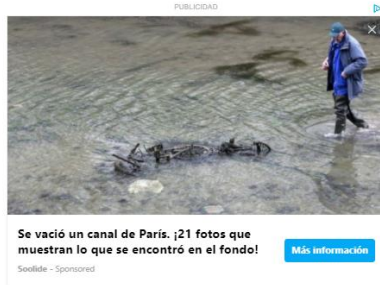 PUBLICIDAD
Se vació un canal de París. ¡21 fotos que
muestran lo que se encontró en el fondo!
Más información
Soolide - Sponsored